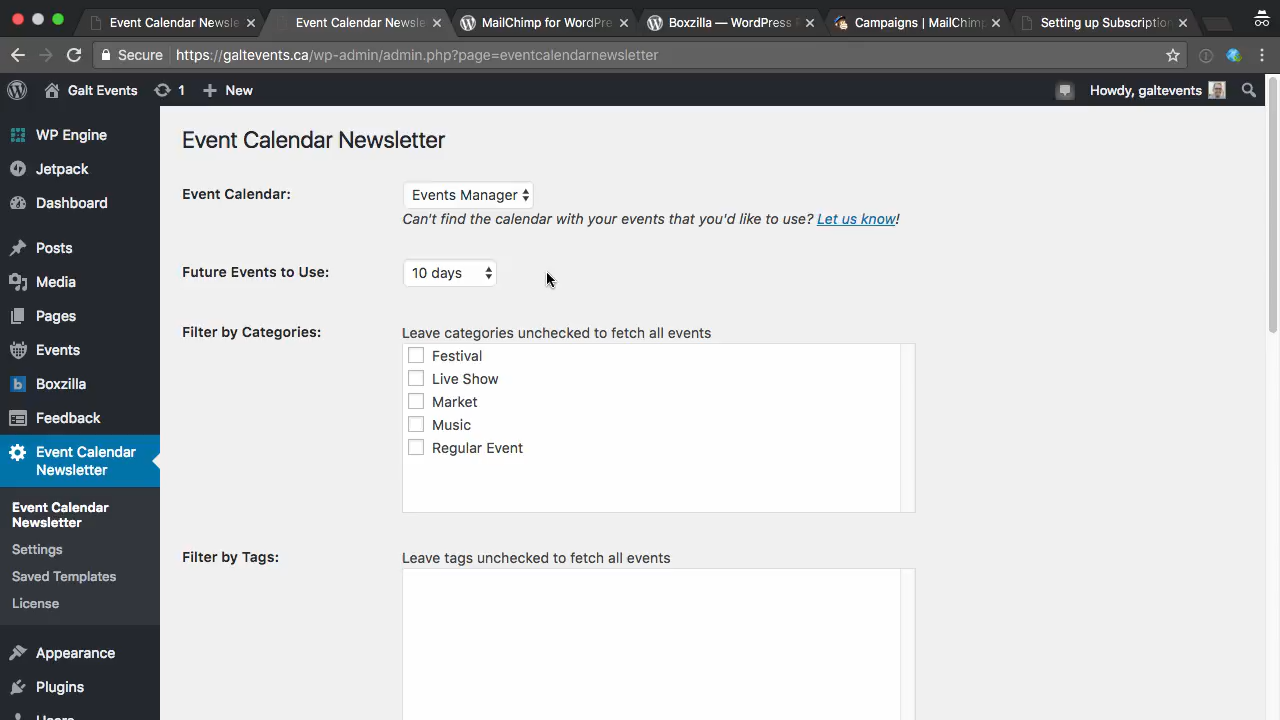 Event Calendar Newsle
Event Calendar Newsle
MailChimp for WordPre
Boxzilla — WordPress P
Campaigns | MailChimp
Setting up Subscription
Secure
https://galtevents.ca/wp-admin/admin.php?page=eventcalendarnewsletter
Galt Events
1
New
Howdy, galtevents
WP Engine
Jetpack
Dashboard
Posts
Media
Pages
Events
b Boxzilla
Feedback
Event Calendar
Newsletter
Event Calendar
Newsletter
Settings
Saved Templates
License
Appearance
Plugins
Event Calendar Newsletter
Event Calendar:
Events Manager
Can't find the calendar with your events that you'd like to use? Let us know!
Future Events to Use:
10 days
Filter by Categories:
Leave categories unchecked to fetch all events
Festival
Live Show
Market
Music
Regular Event
Filter by Tags:
Leave tags unchecked to fetch all events